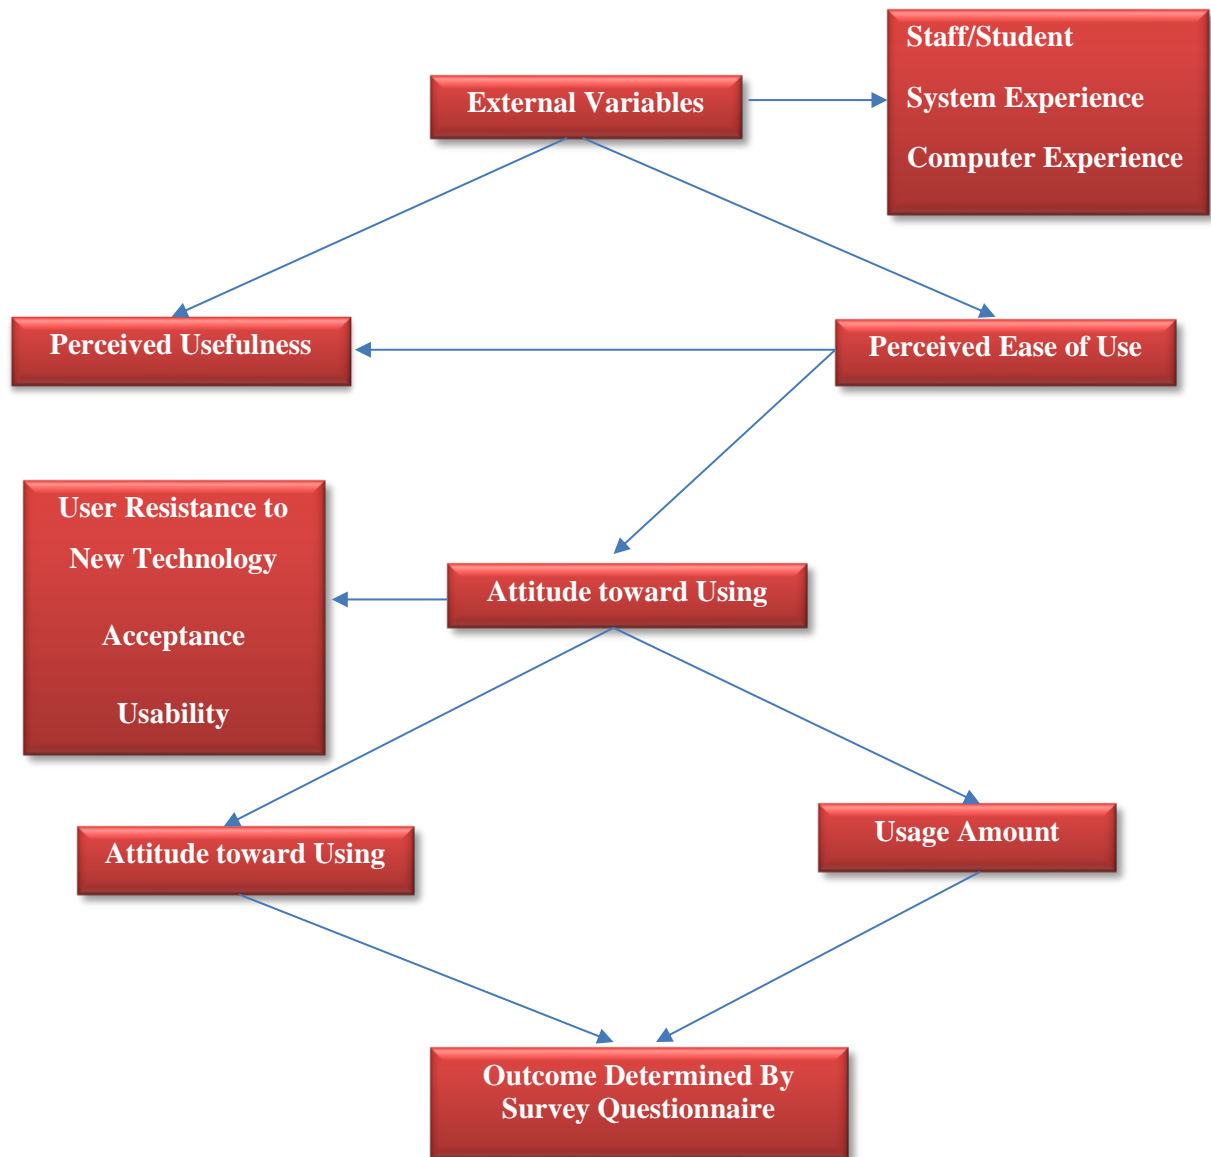 Staff/Student
External Variables
System Experience
Computer Experience
Perceived Usefulness
Perceived Ease of Use
User Resistance to
New Technology
Acceptance
Usability
Attitude toward Using
Attitude toward Using
Usage Amount
Outcome Determined By
Survey Questionnaire